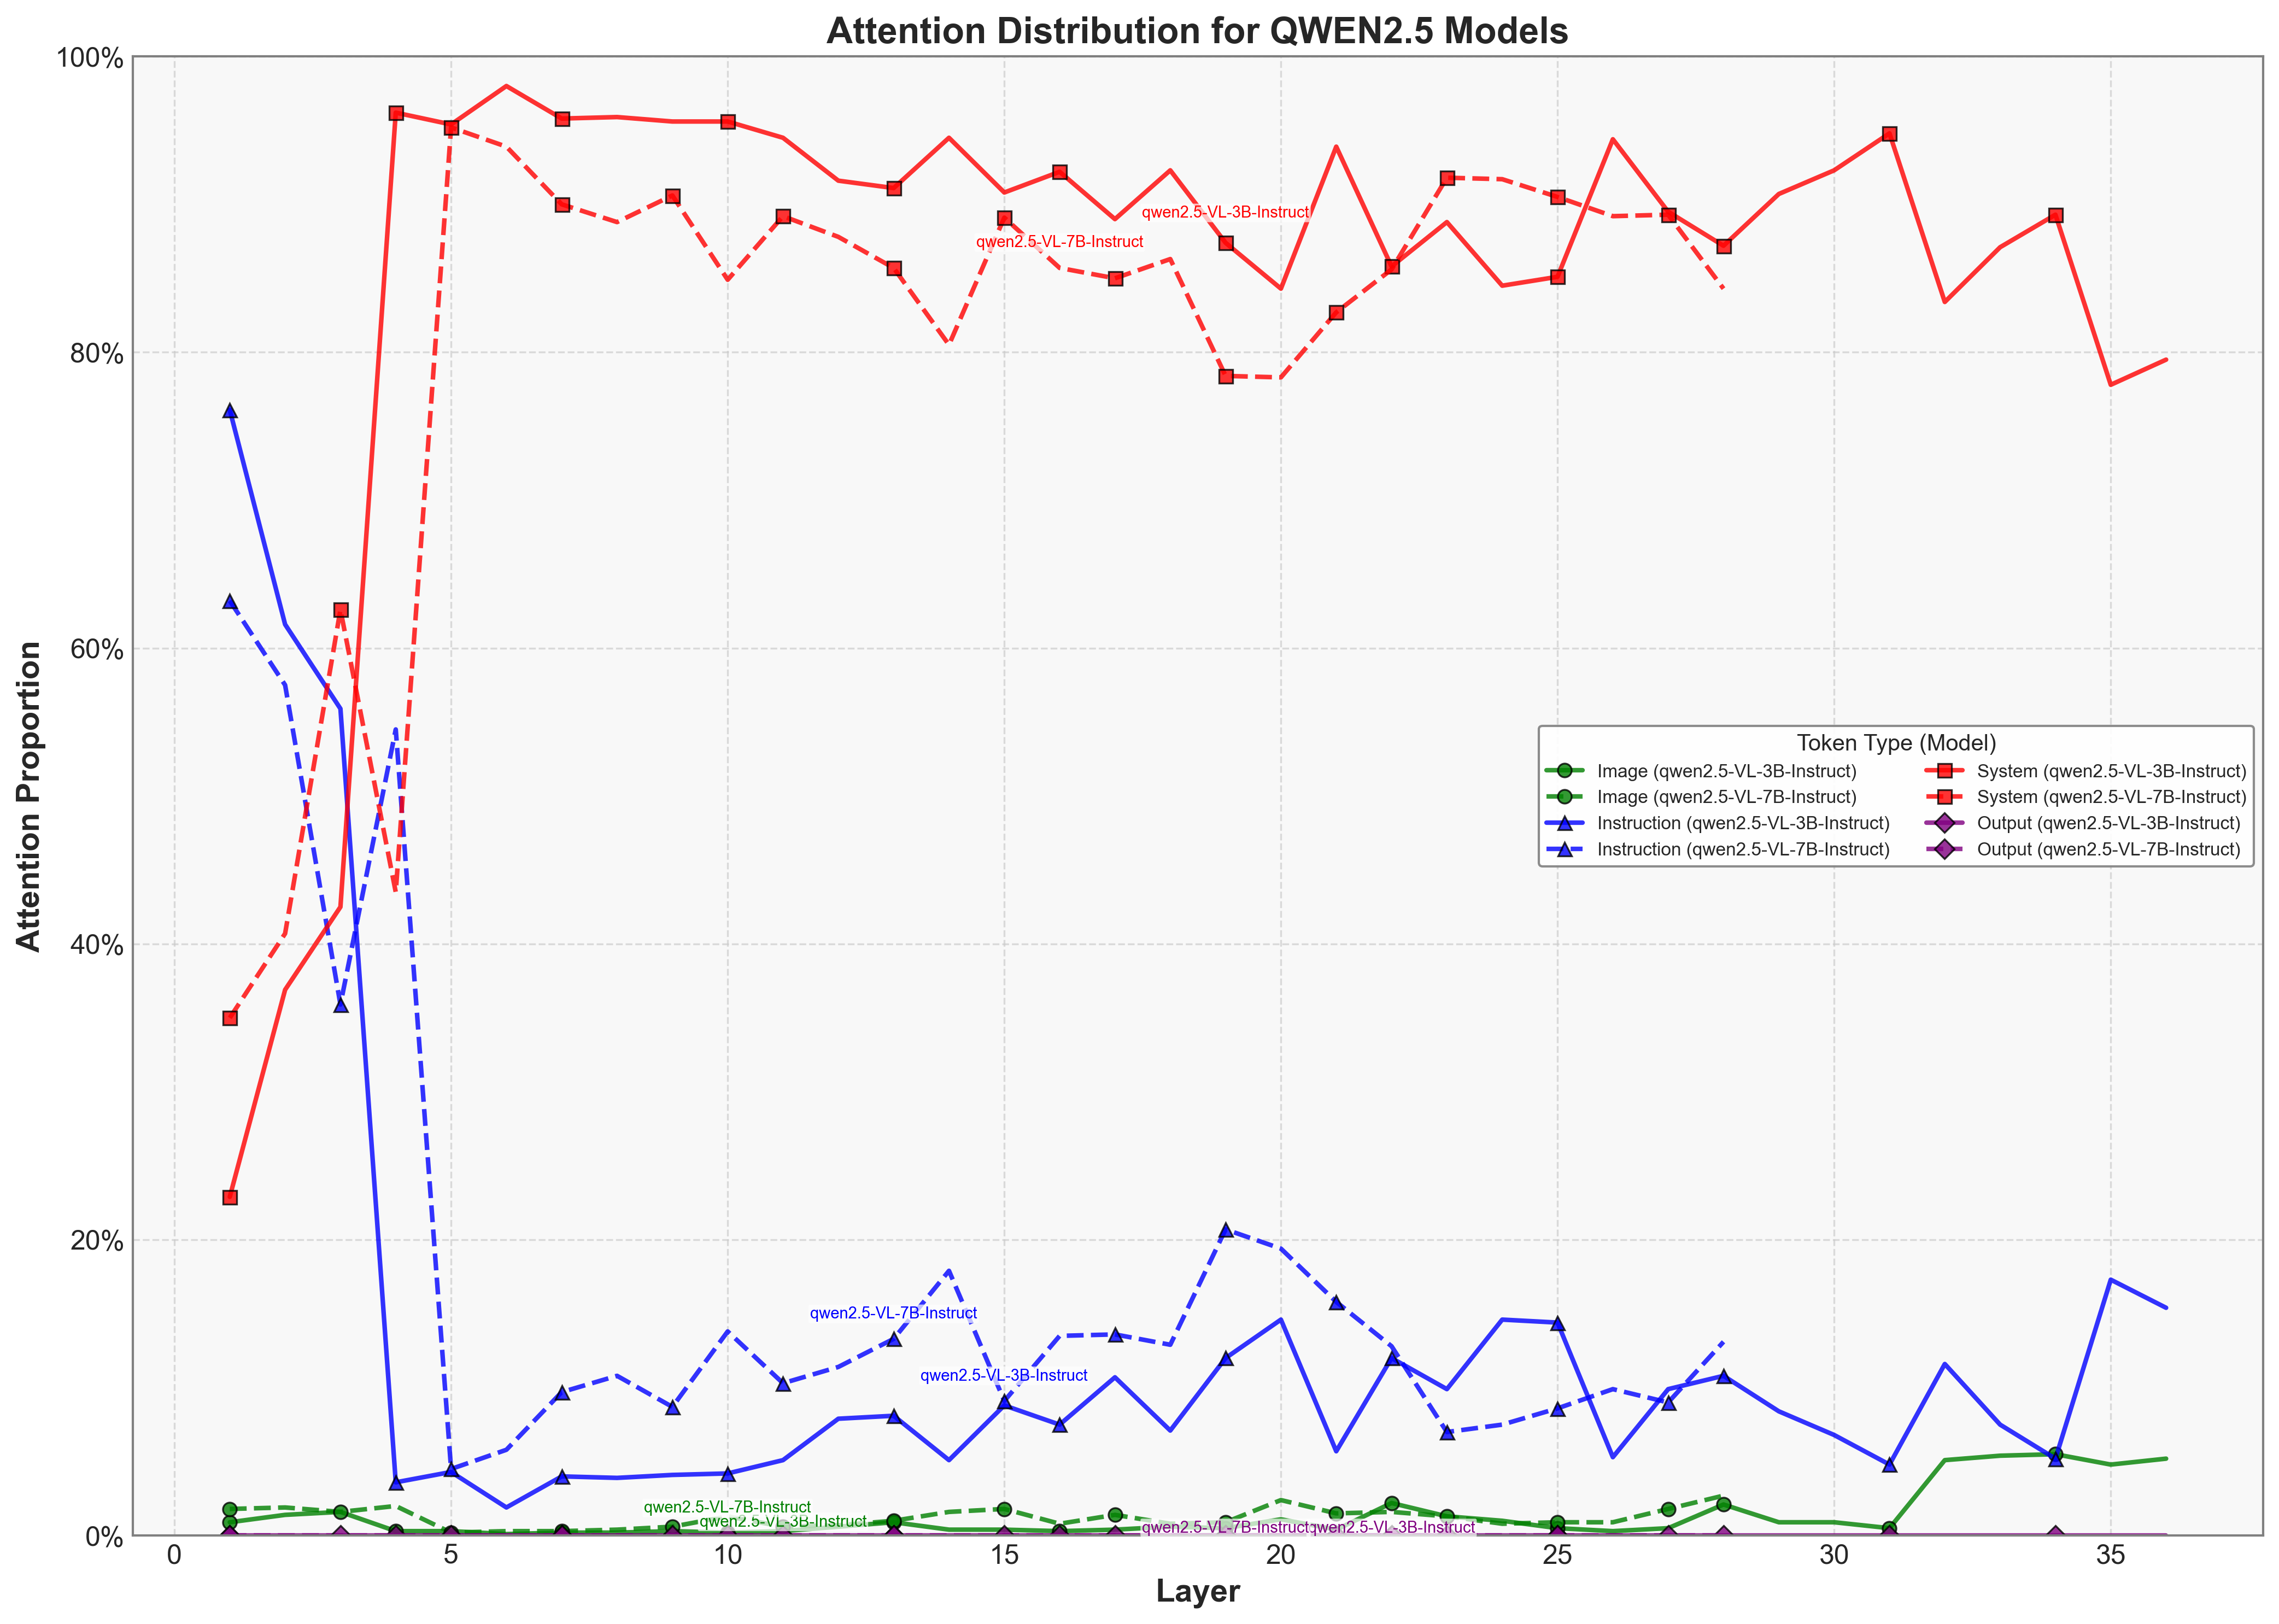 Attention Distribution for QWEN2.5 Models
100%
80%
60%
40%
20%
0%
Attention Proportion
qwen2.5-VL-3B-Instruct
qwen2.5-VL-7B-Instruct
Token Type (Model)
Image (qwen2.5-VL-3B-Instruct)
Image (qwen2.5-VL-7B-Instruct)
Instruction (qwen2.5-VL-3B-Instruct)
Instruction (qwen2.5-VL-7B-Instruct)
System (qwen2.5-VL-3B-Instruct)
System (qwen2.5-VL-7B-Instruct)
Output (qwen2.5-VL-3B-Instruct)
Output (qwen2.5-VL-7B-Instruct)
qwen2.5-VL-7B-Instruct
qwen2.5-VL-3B-Instruct
qwen2.5-VL-7B-Instruct
qwen2.5-VL-3B-Instruct
qwen2.5-VL-7B-Instruct
qwen2.5-VL-3B-Instruct
0 5 10 15 20 25 30 35
Layer